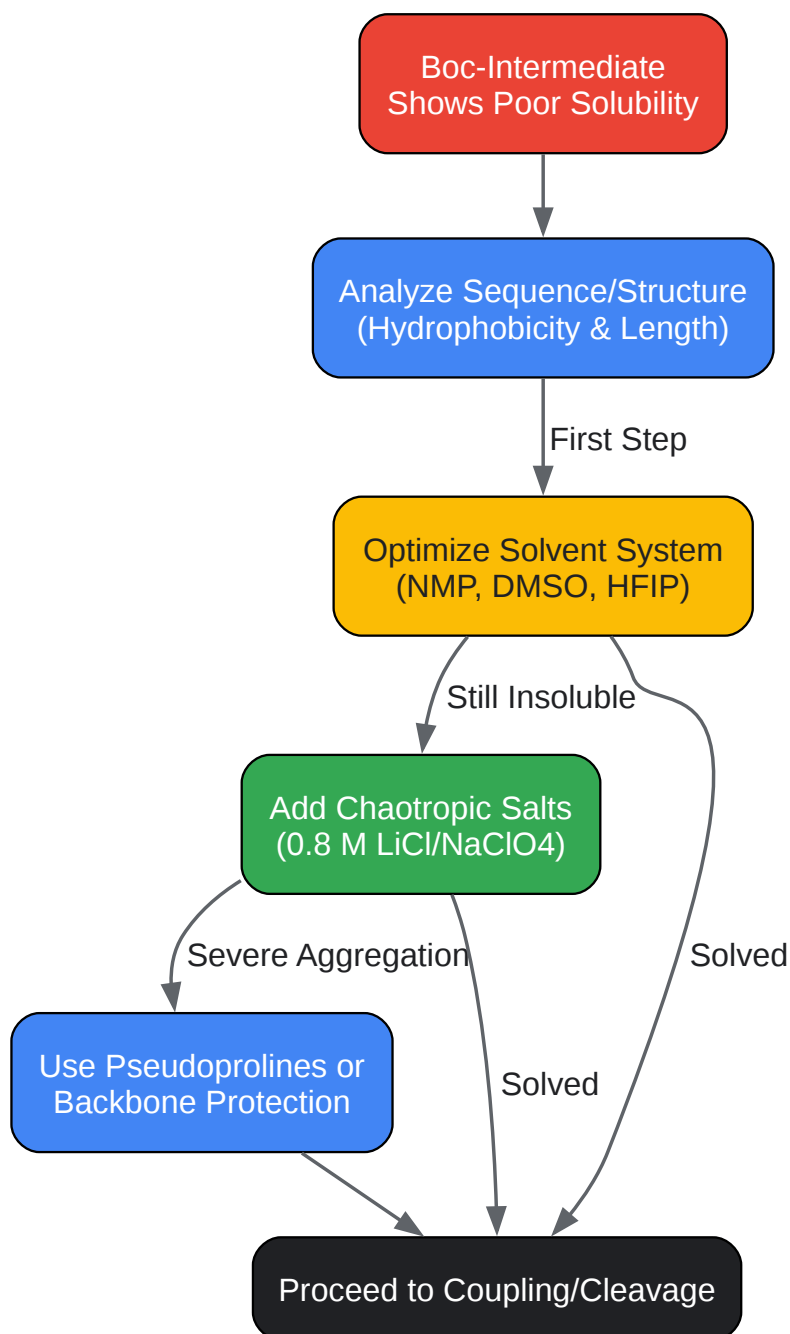 Boc-Intermediate
Shows Poor Solubility
Analyze Sequence/Structure
(Hydrophobicity & Length)
First Step
Optimize Solvent System
(NMP, DMSO, HFIP)
Still Insoluble
Add Chaotropic Salts
(0.8 M LiCl/NaClO4)
Severe Aggregation
Solved
Use Pseudoprolines or
Backbone Protection
Solved
Proceed to Coupling/Cleavage